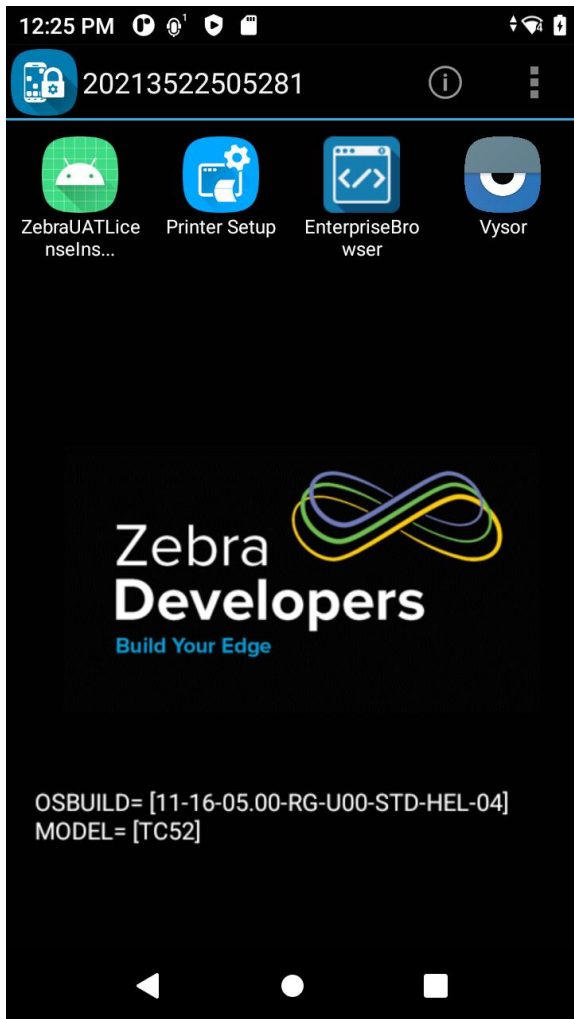 12:25 PM
20213522505281
ZebraUATLice
nseIns...
Printer Setup
EnterpriseBro
wser
Vysor
Zebra
Developers
Build Your Edge
OSBUILD= [11-16-05.00-RG-U00-STD-HEL-04]
MODEL= [TC52]